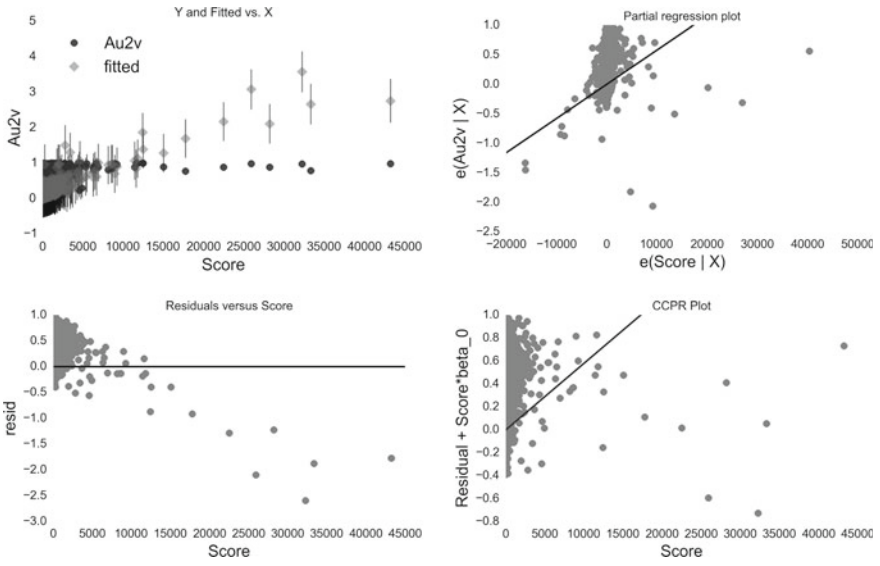 Y and Fitted vs. X
Au2v
5
4
3
2
1
0
−1
Au2v
fitted
0 5000 10000 15000 20000 25000 30000 35000 40000 45000
Score
Partial regression plot
e(Au2v | X)
1.0
0.5
0.0
−0.5
−1.0
−1.5
−2.0
−2.5
−20000 −10000 0 10000 20000 30000 40000 50000
e(Score | X)
Residuals versus Score
resid
1.0
0.5
0.0
−0.5
−1.0
−1.5
−2.0
−2.5
−3.0
0 5000 10000 15000 20000 25000 30000 35000 40000 45000
Score
CCPR Plot
Residual + Score*beta_0
1.0
0.8
0.6
0.4
0.2
0.0
−0.2
−0.4
−0.6
−0.8
0 5000 10000 15000 20000 25000 30000 35000 40000 45000
Score